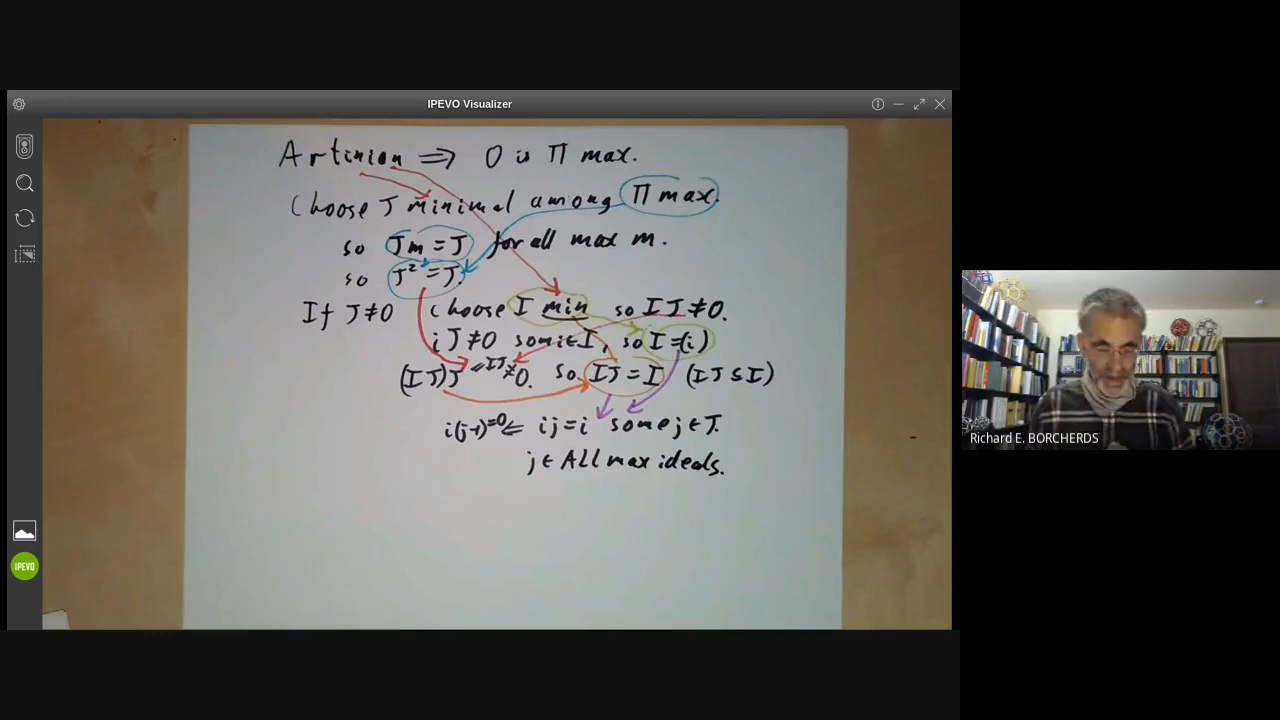 IPEVO Visualizer
Artinian ⟹ 0 is Π max.
Choose J minimal among Π max.
so Jm = J for all max m.
so J² = J.
If J≠0 choose I min so IJ≠0.
iJ≠0 some i∈I, so I=(i)
(IJ)J = IJ ≠0. so IJ = I (IJ≤I)
i(j-1)=0 ⇐ ij=i some j∈J.
j∈ All max ideals.
IPEVO
Richard E. BORCHERDS